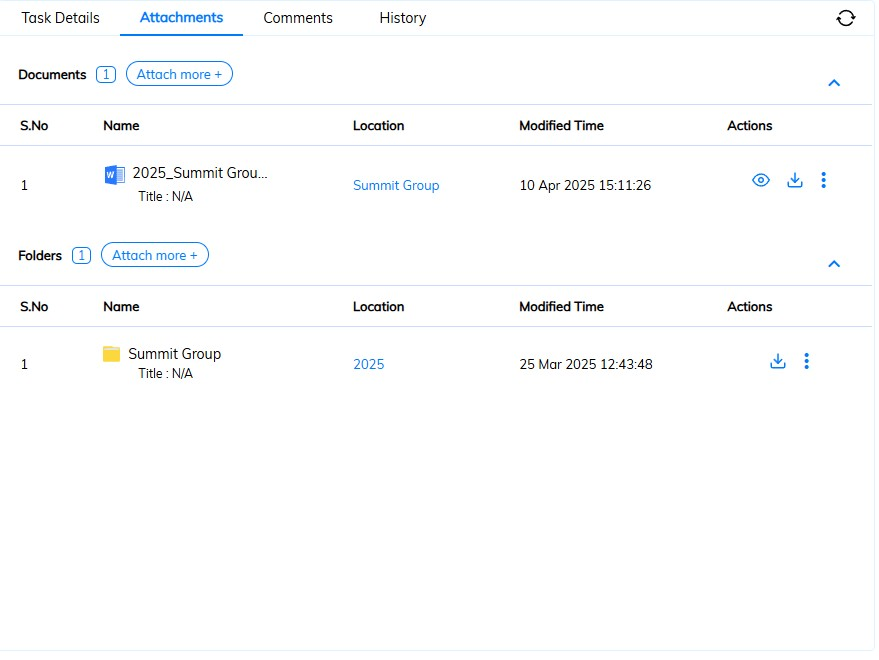 Task Details Attachments Comments History
Documents 1 Attach more +
S.No Name Location Modified Time Actions
1 W 2025_Summit Grou... Summit Group 10 Apr 2025 15:11:26
Title : N/A
Folders 1 Attach more +
S.No Name Location Modified Time Actions
1 Summit Group 2025 25 Mar 2025 12:43:48
Title : N/A